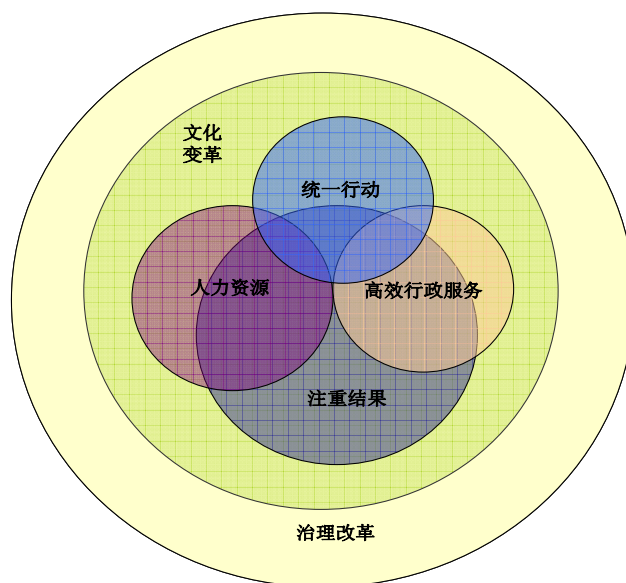 文化
变革
统一行动
人力资源
高效行政服务
注重结果
治理改革